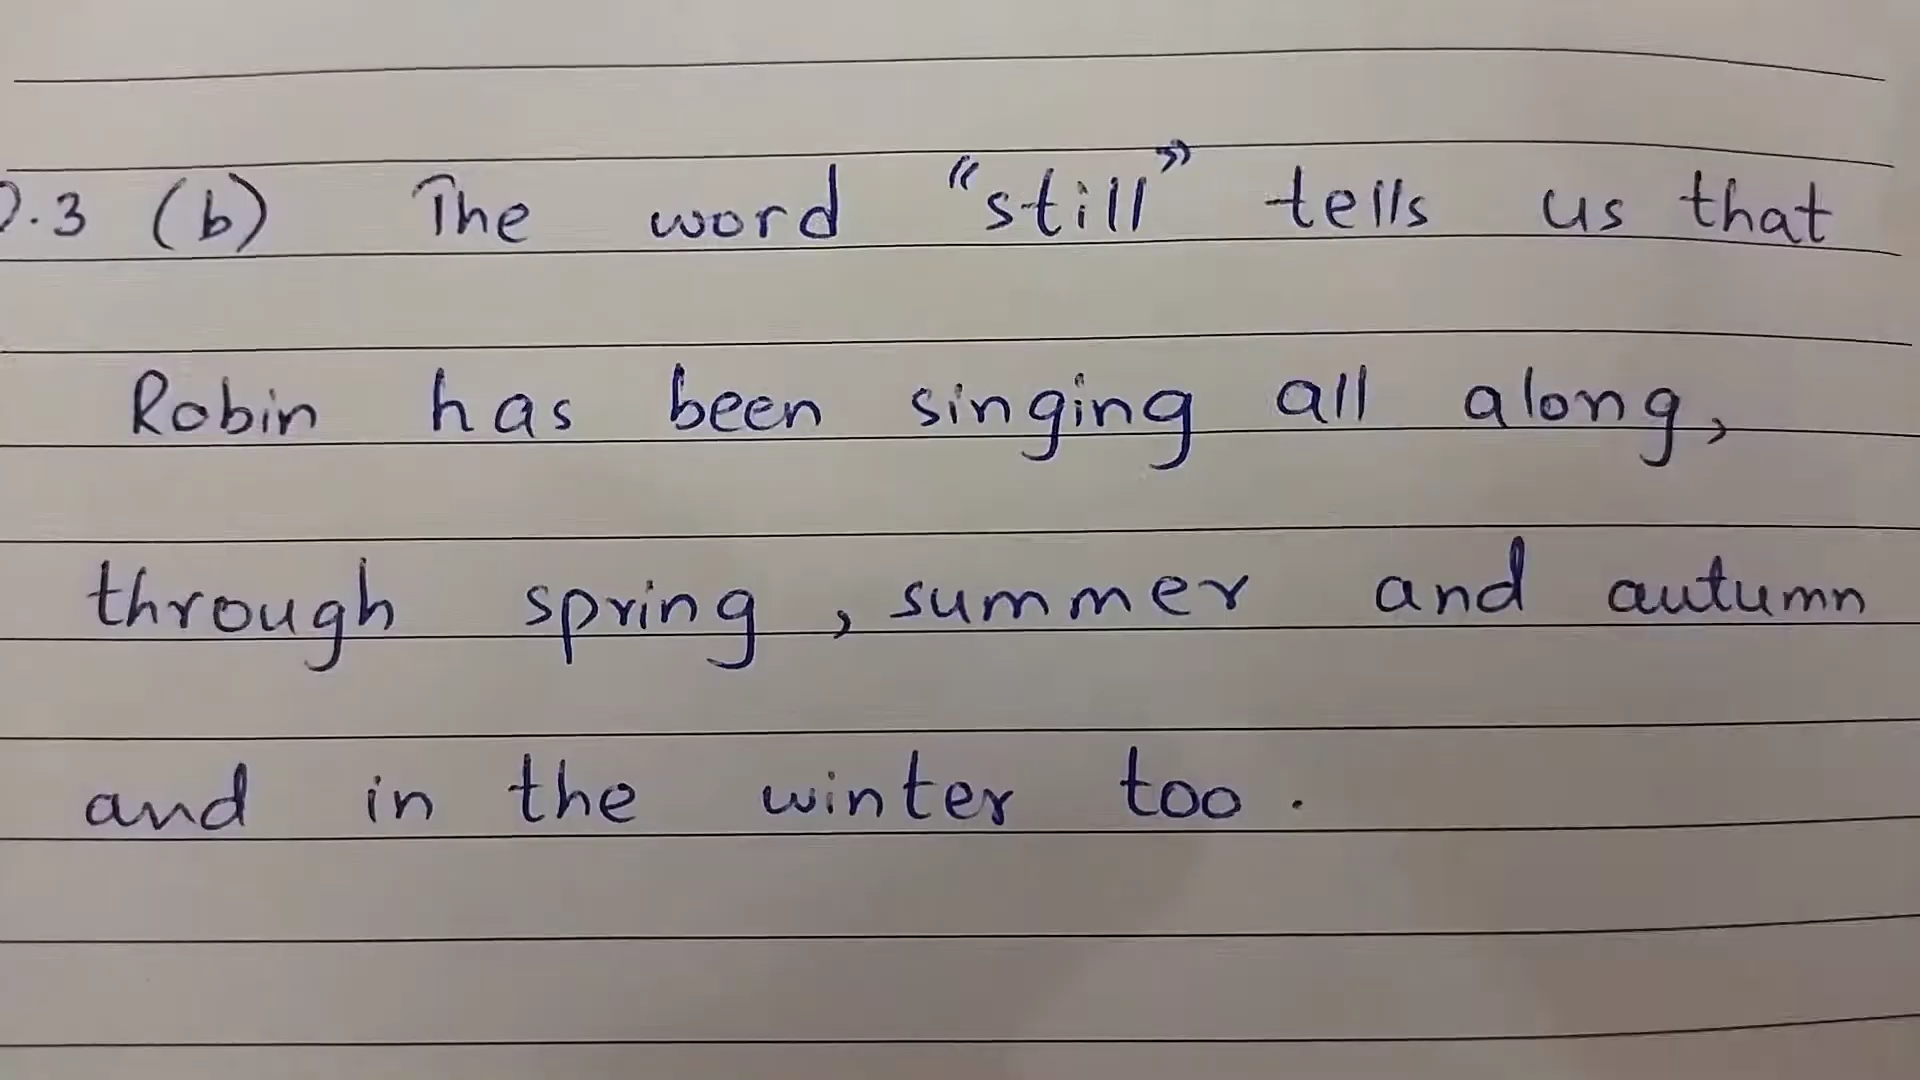 .3 (b) The word "still" tells us that
Robin has been singing all along,
through spring, summer and autumn
and in the winter too.